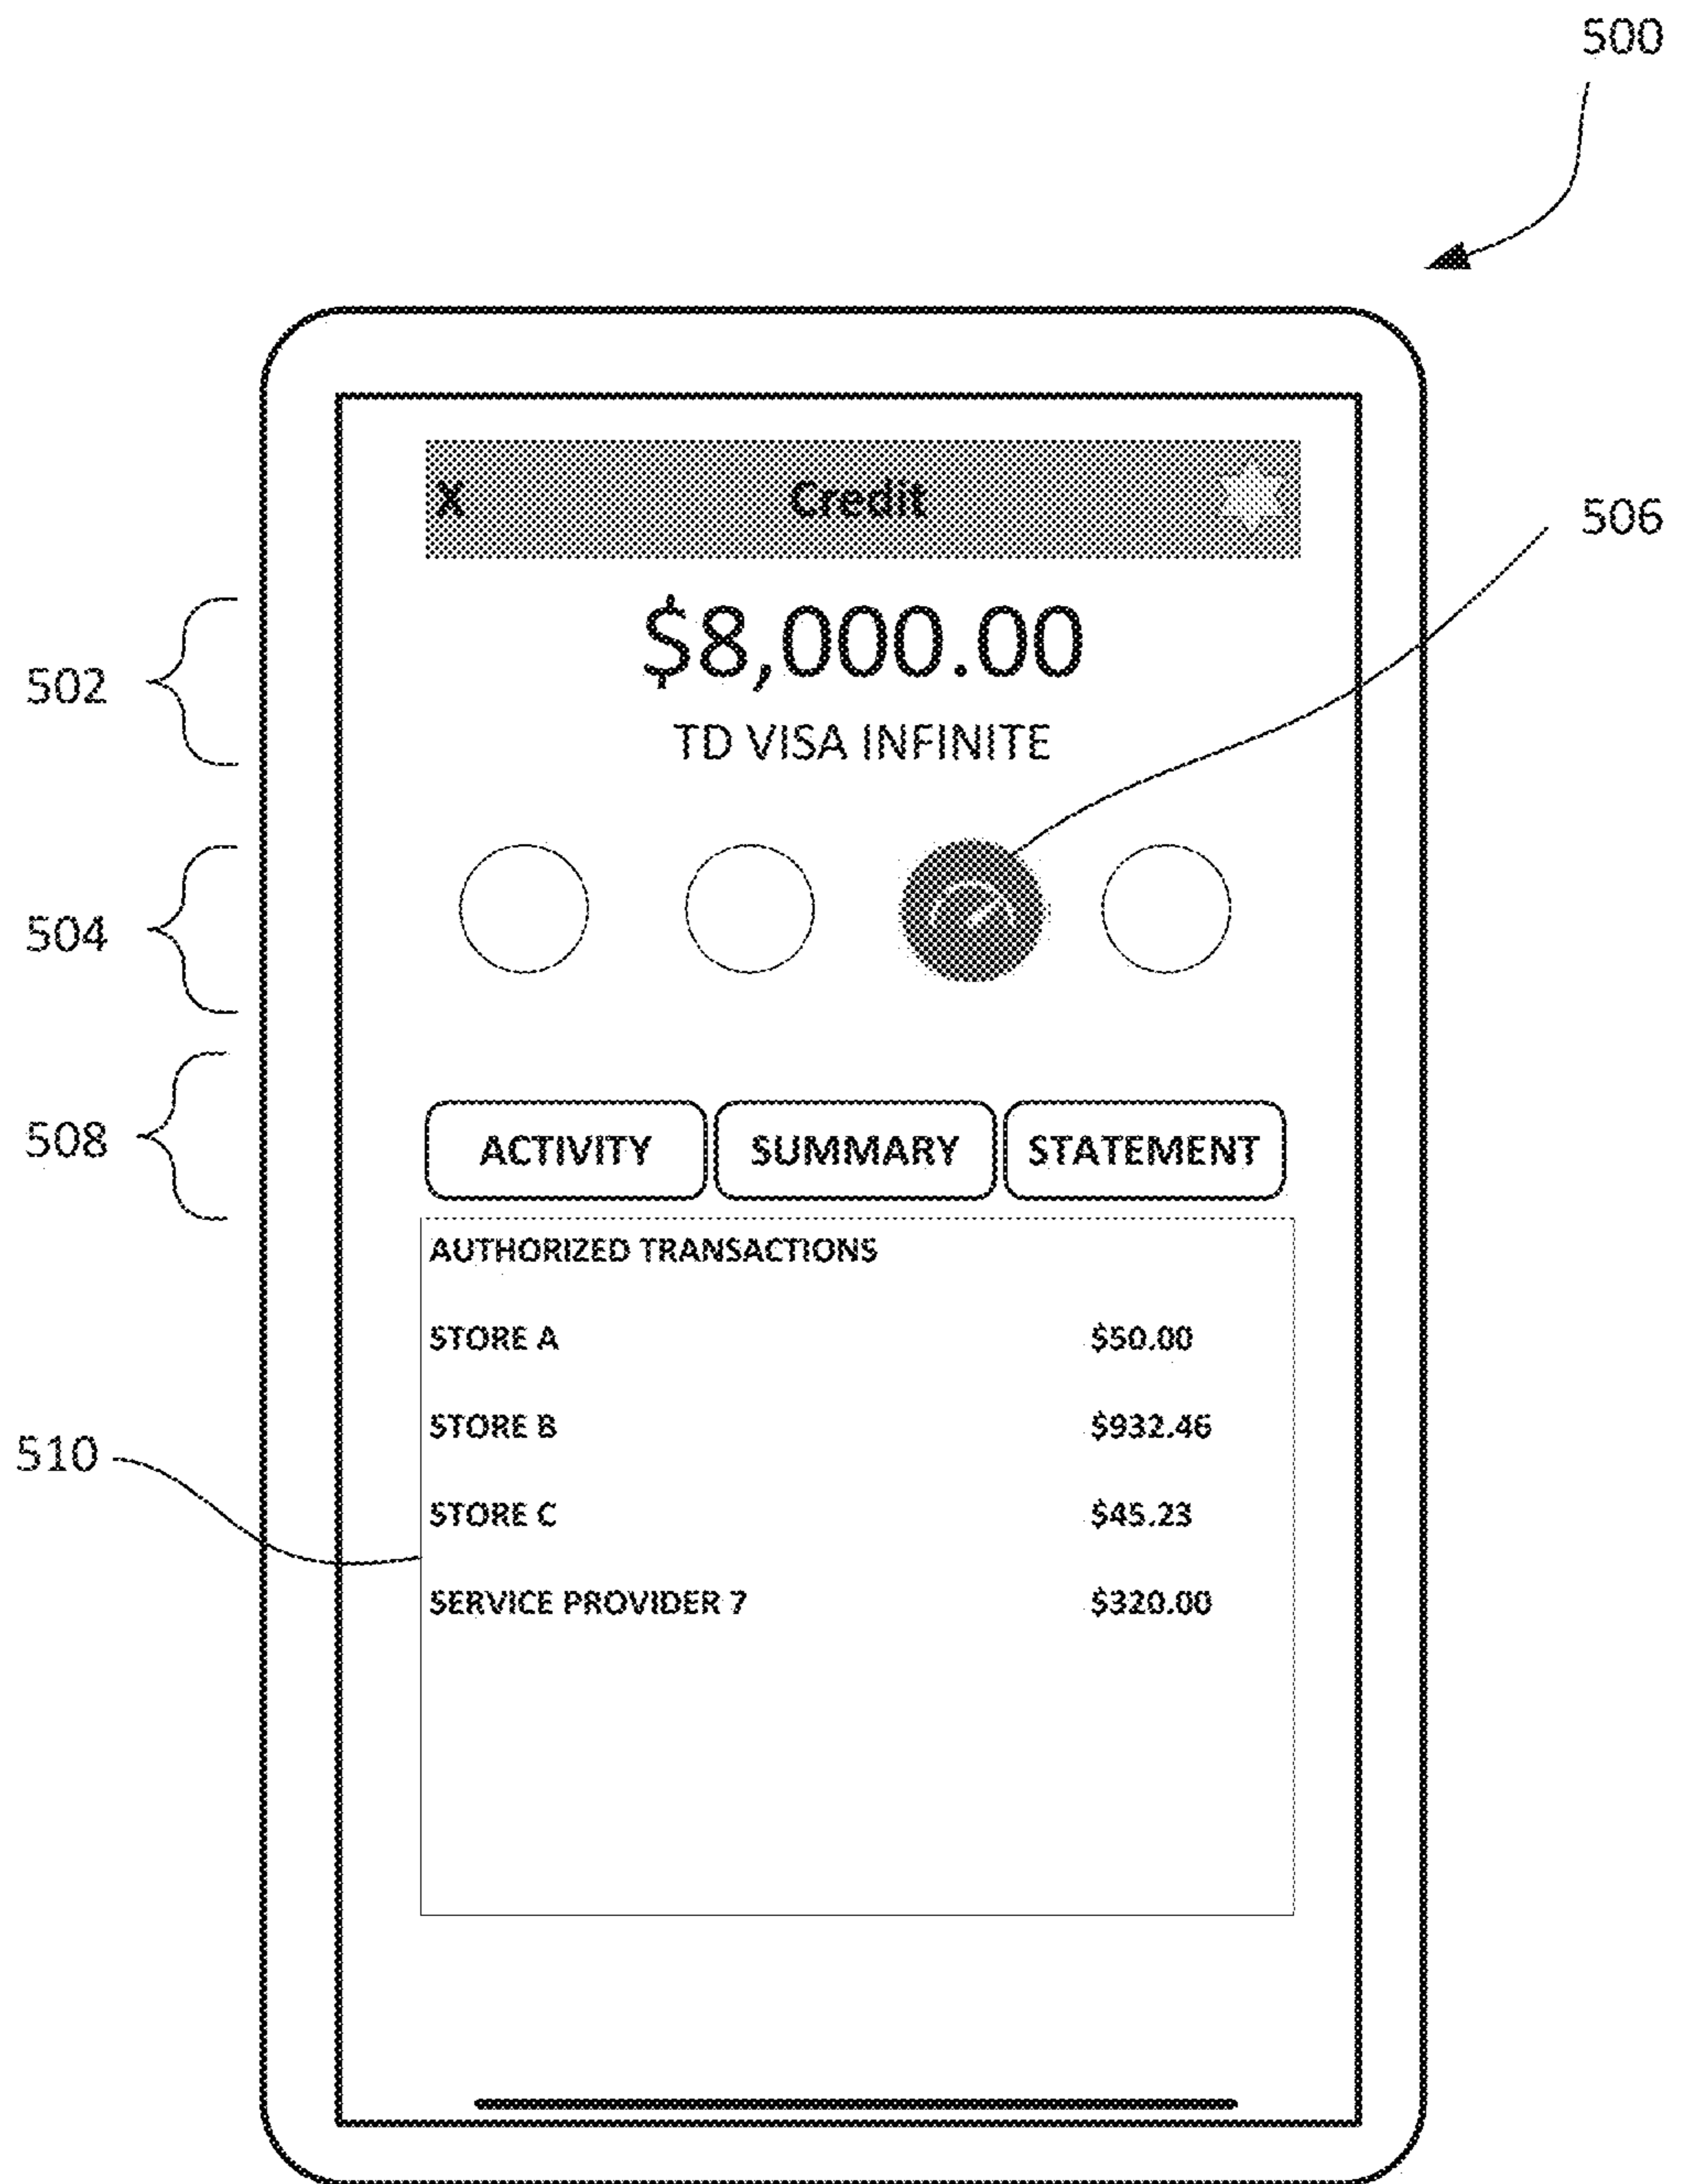 500
X Credit
506
$8,000.00
502
TD VISA INFINITE
504
508
ACTIVITY SUMMARY STATEMENT
AUTHORIZED TRANSACTIONS
STORE A $50.00
STORE B $932.46
510
STORE C $45.23
SERVICE PROVIDER 7 $320.00